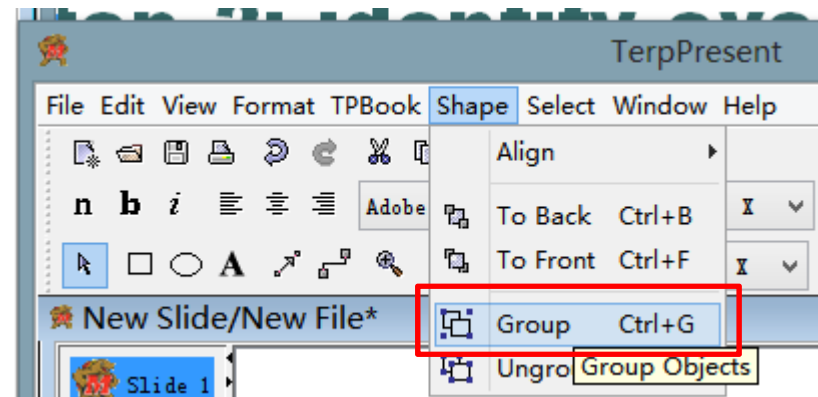 TerpPresent
File Edit View Format TPBook Shape Select Window Help
Align
n b i Adobe
To Back Ctrl+B X
A
To Front Ctrl+F X
New Slide/New File*
Group Ctrl+G
Ungro
Group Objects
Slide 1